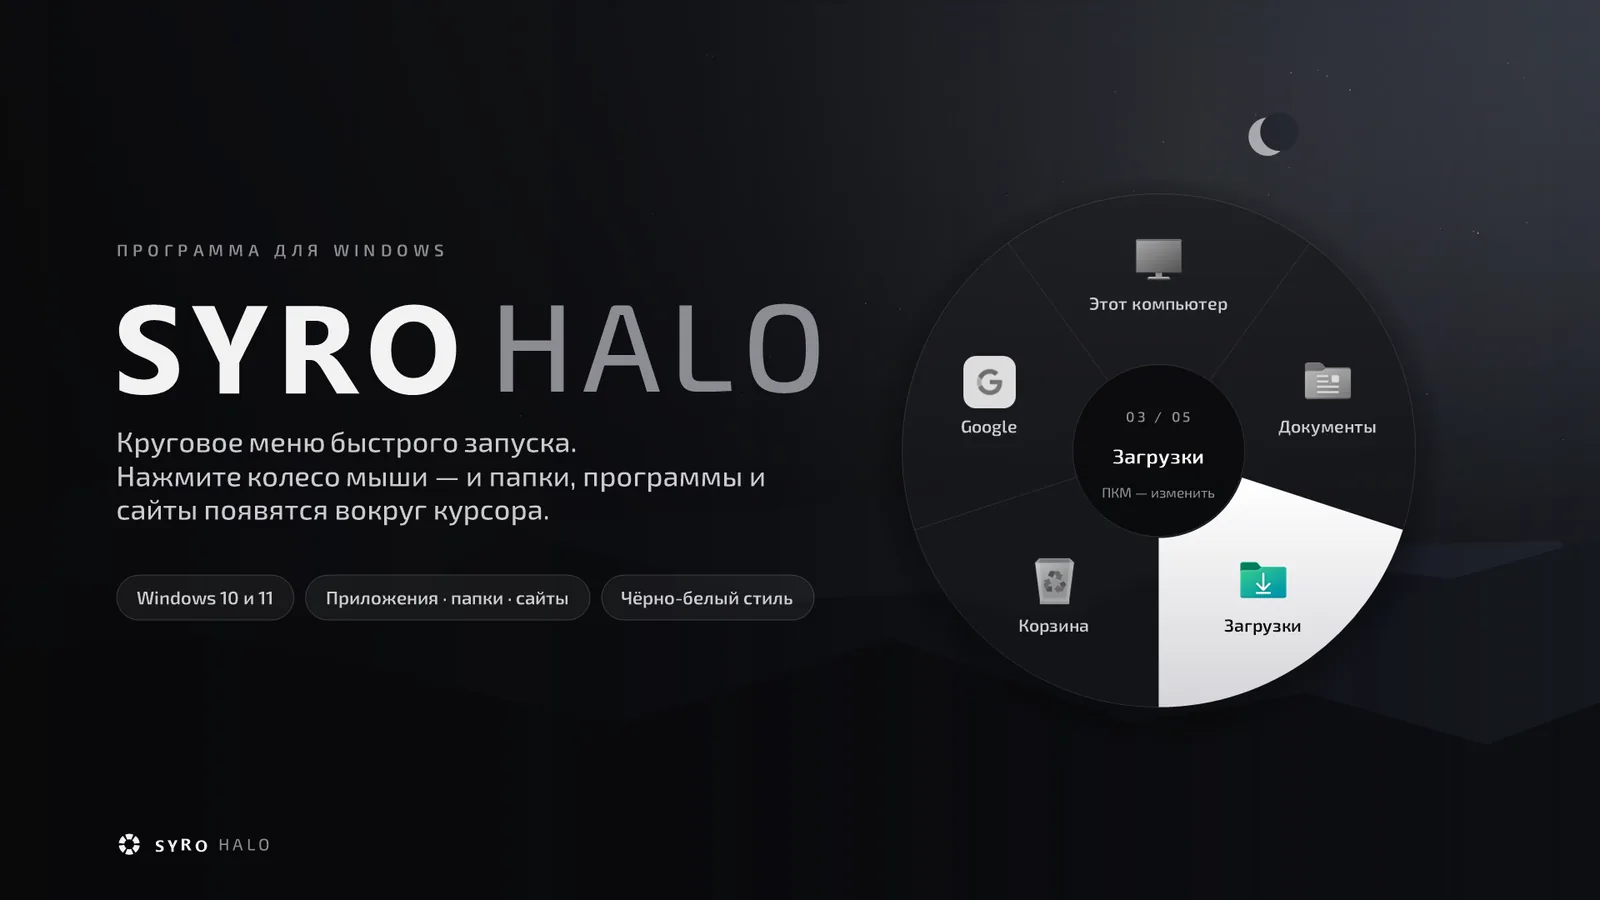 ПРОГРАММА ДЛЯ WINDOWS
SYRO HALO
Круговое меню быстрого запуска.
Нажмите колесо мыши — и папки, программы и
сайты появятся вокруг курсора.
Windows 10 и 11
Приложения · папки · сайты
Чёрно-белый стиль
Этот компьютер
Google
Документы
03 / 05
Загрузки
ПКМ — изменить
Корзина
Загрузки
SYRO HALO